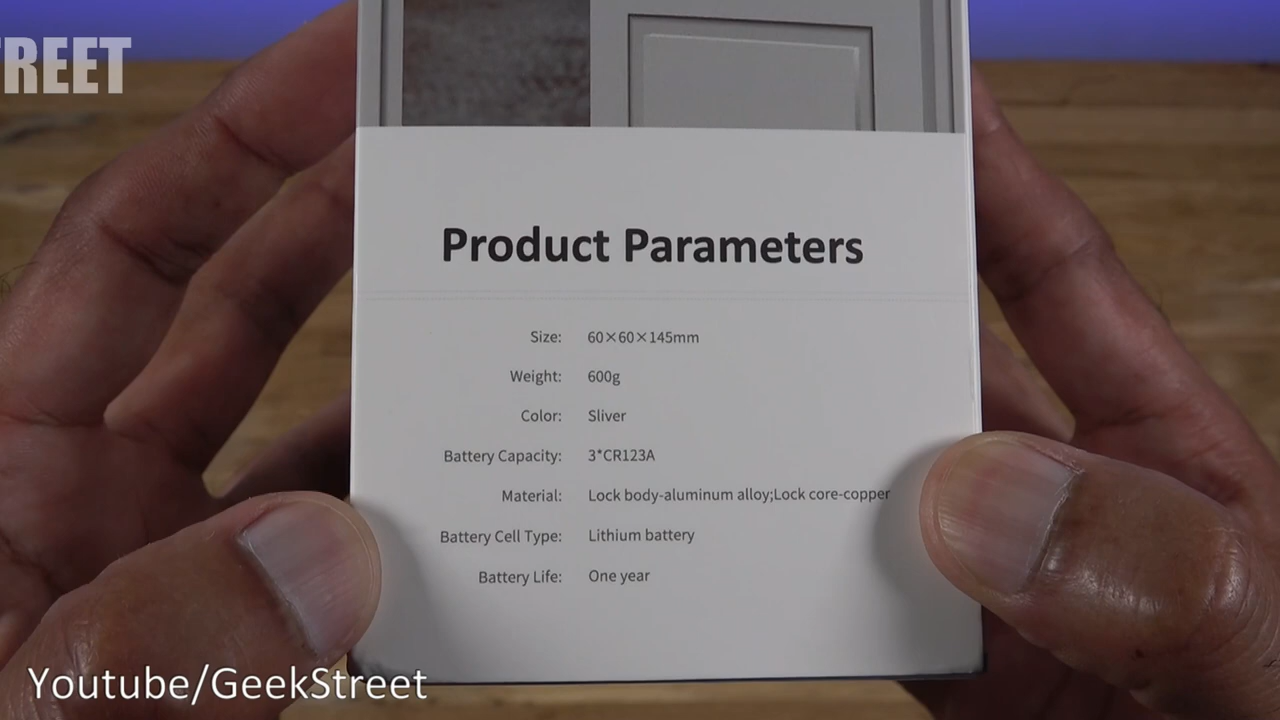 TREET
Product Parameters
Size: 60×60×145mm
Weight: 600g
Color: Sliver
Battery Capacity: 3*CR123A
Material: Lock body-aluminum alloy;Lock core-copper
Battery Cell Type: Lithium battery
Battery Life: One year
Youtube/GeekStreet